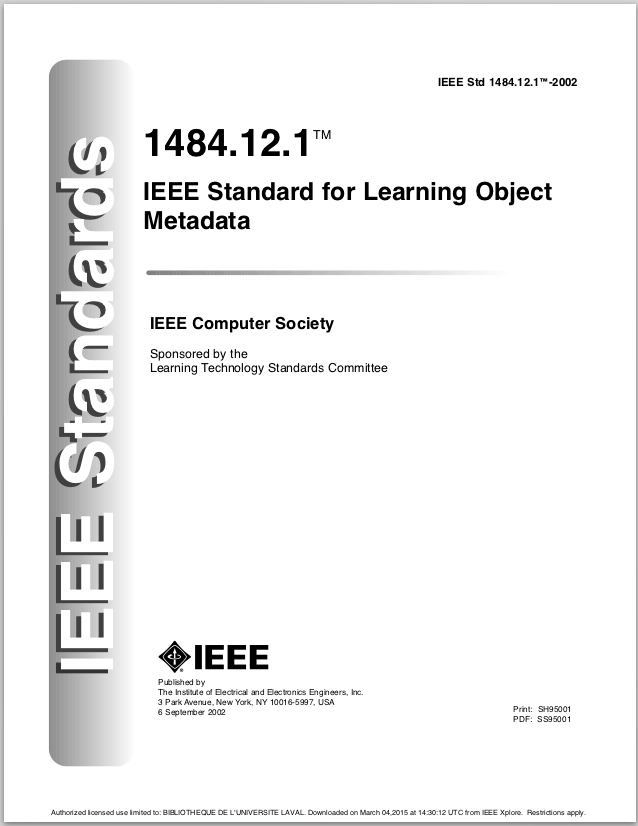 IEEE Std 1484.12.1™-2002
1484.12.1™
IEEE Standard for Learning Object
Metadata
IEEE Standards
IEEE Computer Society
Sponsored by the
Learning Technology Standards Committee
IEEE
Published by
The Institute of Electrical and Electronics Engineers, Inc.
3 Park Avenue, New York, NY 10016-5997, USA
6 September 2002
Print: SH95001
PDF: SS95001
Authorized licensed use limited to: BIBLIOTHEQUE DE L'UNIVERSITE LAVAL. Downloaded on March 04,2015 at 14:30:12 UTC from IEEE Xplore. Restrictions apply.